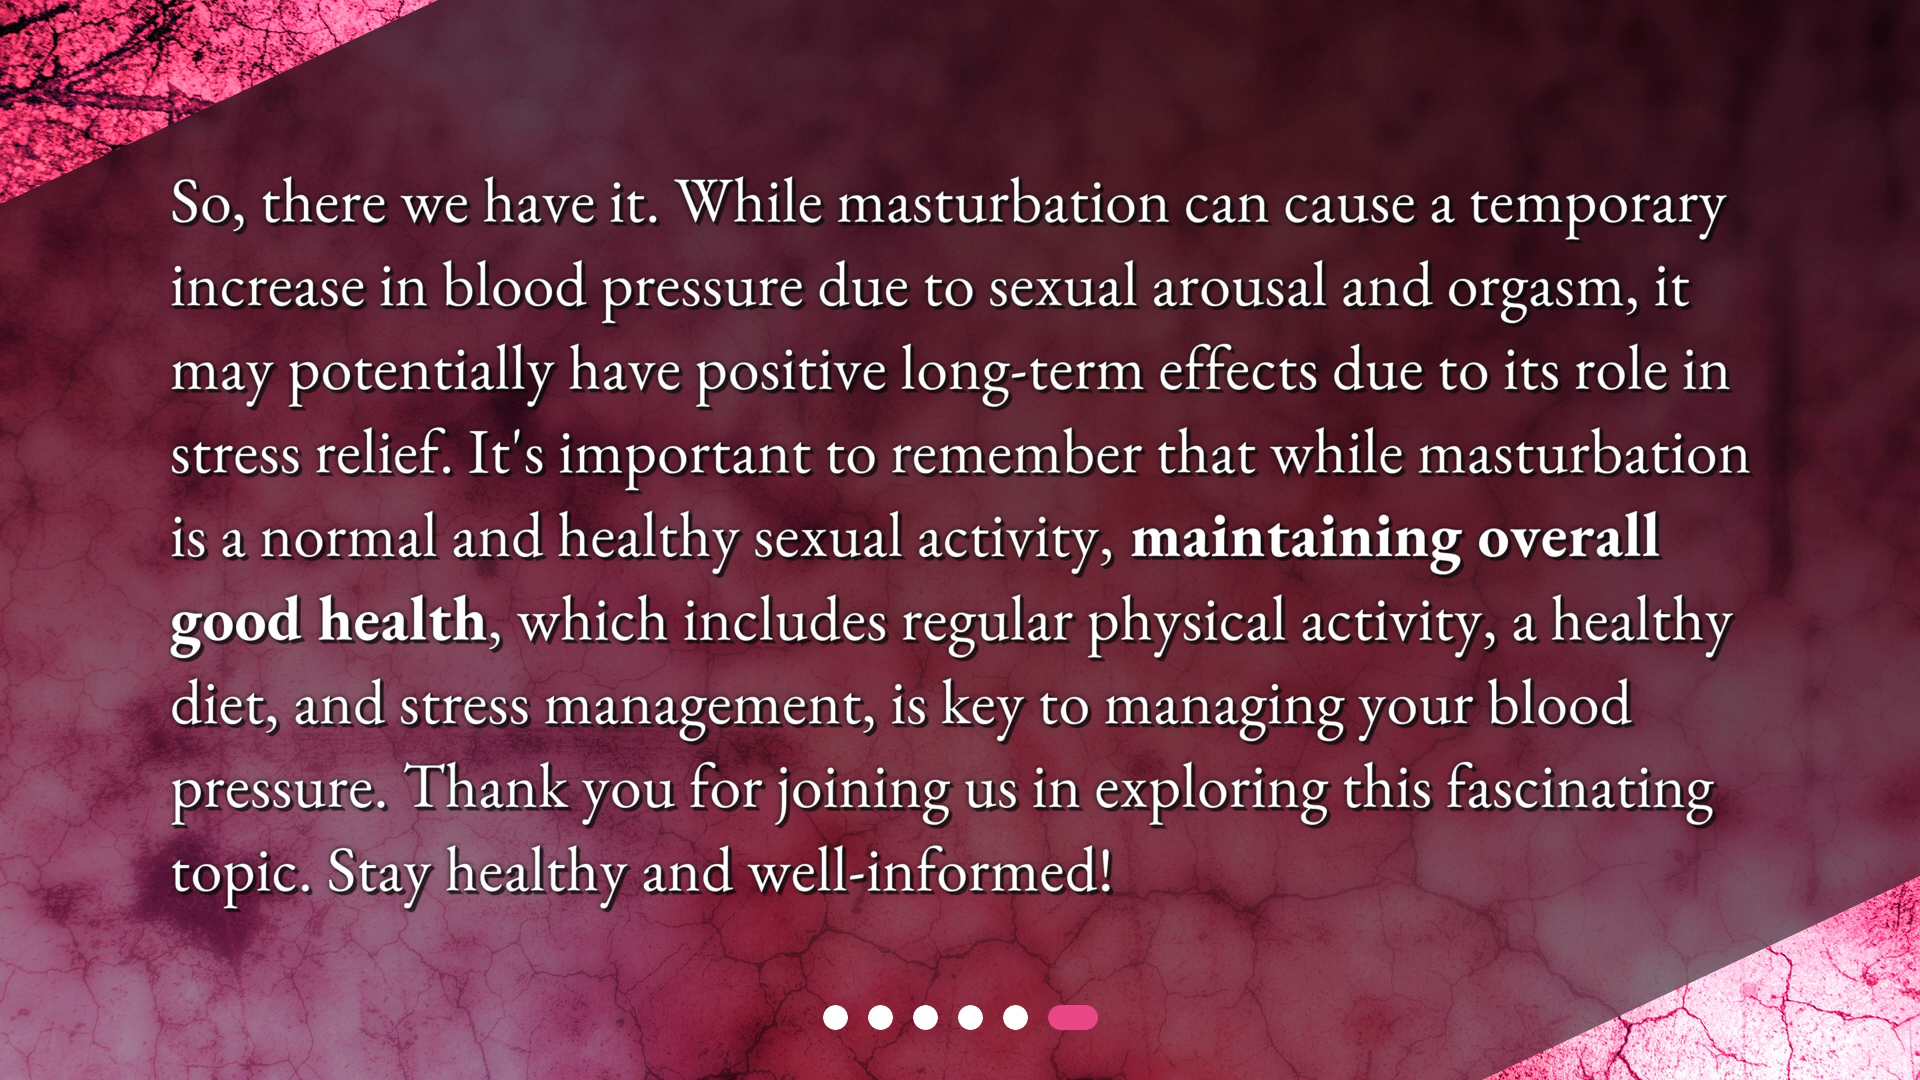 So, there we have it. While masturbation can cause a temporary
increase in blood pressure due to sexual arousal and orgasm, it
may potentially have positive long-term effects due to its role in
stress relief. It's important to remember that while masturbation
is a normal and healthy sexual activity, maintaining overall
good health, which includes regular physical activity, a healthy
diet, and stress management, is key to managing your blood
pressure. Thank you for joining us in exploring this fascinating
topic. Stay healthy and well-informed!